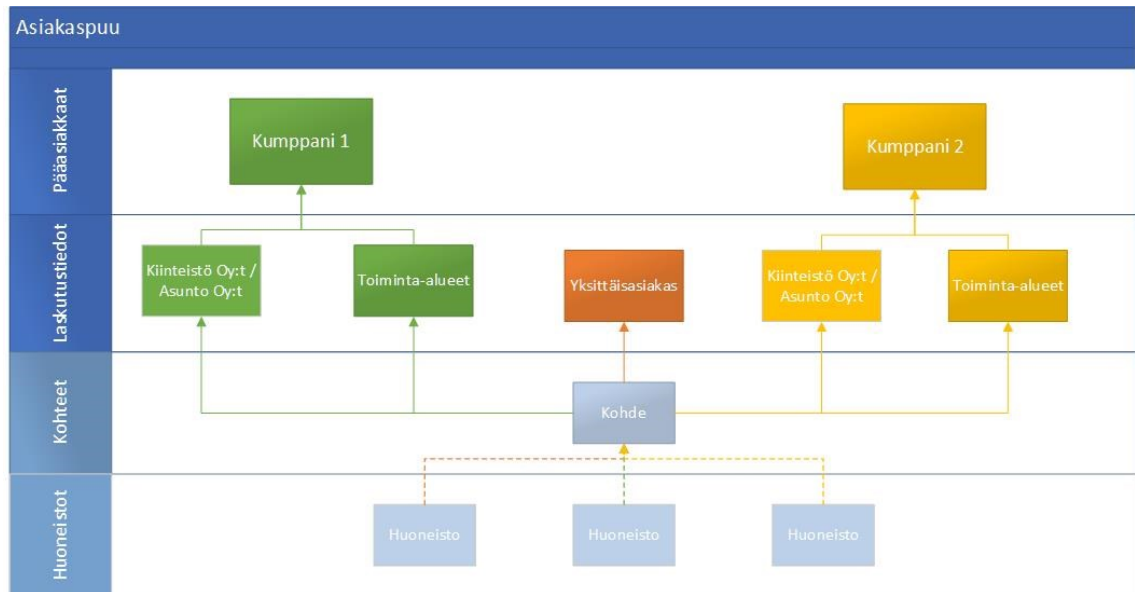 Asiakaspuu
Pääasiakkaat
Kumppani 1
Kumppani 2
Laskutustiedot
Kiinteistö Oy:t /
Asunto Oy:t
Toiminta-alueet
Yksittäisasiakas
Kiinteistö Oy:t /
Asunto Oy:t
Toiminta-alueet
Kohteet
Kohde
Huoneistot
Huoneisto
Huoneisto
Huoneisto